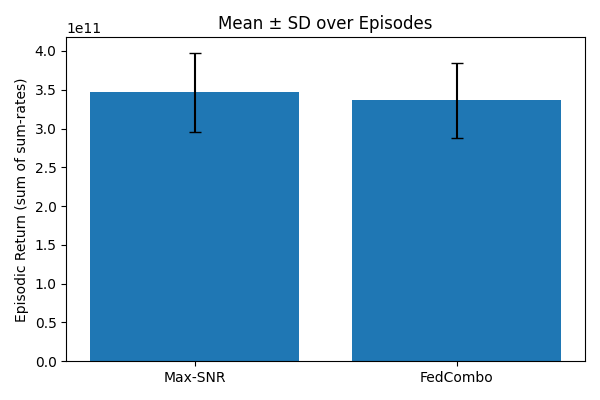 Mean ± SD over Episodes
1e11
4.0
3.5
3.0
2.5
2.0
1.5
1.0
0.5
0.0
Episodic Return (sum of sum-rates)
Max-SNR FedCombo